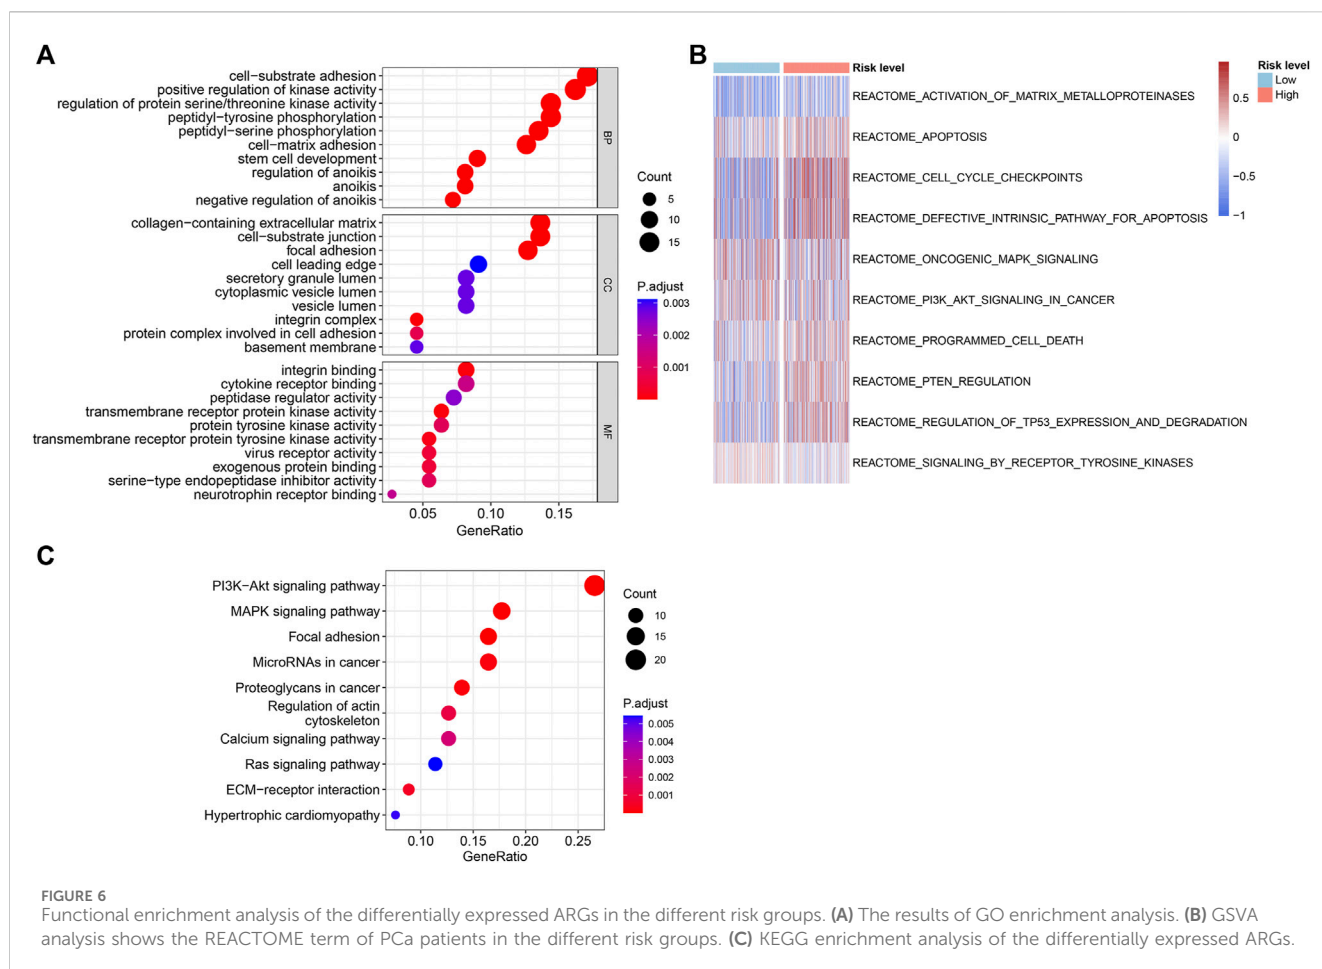 A
cell−substrate adhesion
positive regulation of kinase activity
regulation of protein serine/threonine kinase activity
peptidyl−tyrosine phosphorylation
peptidyl−serine phosphorylation
cell−matrix adhesion
stem cell development
regulation of anoikis
anoikis
negative regulation of anoikis
BP
collagen−containing extracellular matrix
cell−substrate junction
focal adhesion
cell leading edge
secretory granule lumen
cytoplasmic vesicle lumen
vesicle lumen
integrin complex
protein complex involved in cell adhesion
basement membrane
CC
integrin binding
cytokine receptor binding
peptidase regulator activity
transmembrane receptor protein kinase activity
protein tyrosine kinase activity
transmembrane receptor protein tyrosine kinase activity
virus receptor activity
exogenous protein binding
serine−type endopeptidase inhibitor activity
neurotrophin receptor binding
MF
0.05 0.10 0.15
GeneRatio
Count
5
10
15
P.adjust
0.003
0.002
0.001
B
Risk level
REACTOME_ACTIVATION_OF_MATRIX_METALLOPROTEINASES
REACTOME_APOPTOSIS
REACTOME_CELL_CYCLE_CHECKPOINTS
REACTOME_DEFECTIVE_INTRINSIC_PATHWAY_FOR_APOPTOSIS
REACTOME_ONCOGENIC_MAPK_SIGNALING
REACTOME_PI3K_AKT_SIGNALING_IN_CANCER
REACTOME_PROGRAMMED_CELL_DEATH
REACTOME_PTEN_REGULATION
REACTOME_REGULATION_OF_TP53_EXPRESSION_AND_DEGRADATION
REACTOME_SIGNALING_BY_RECEPTOR_TYROSINE_KINASES
0.5
0
−0.5
−1
Risk level
Low
High
C
PI3K−Akt signaling pathway
MAPK signaling pathway
Focal adhesion
MicroRNAs in cancer
Proteoglycans in cancer
Regulation of actin
cytoskeleton
Calcium signaling pathway
Ras signaling pathway
ECM−receptor interaction
Hypertrophic cardiomyopathy
0.10 0.15 0.20 0.25
GeneRatio
Count
10
15
20
P.adjust
0.005
0.004
0.003
0.002
0.001
FIGURE 6
Functional enrichment analysis of the differentially expressed ARGs in the different risk groups. (A) The results of GO enrichment analysis. (B) GSVA
analysis shows the REACTOME term of PCa patients in the different risk groups. (C) KEGG enrichment analysis of the differentially expressed ARGs.